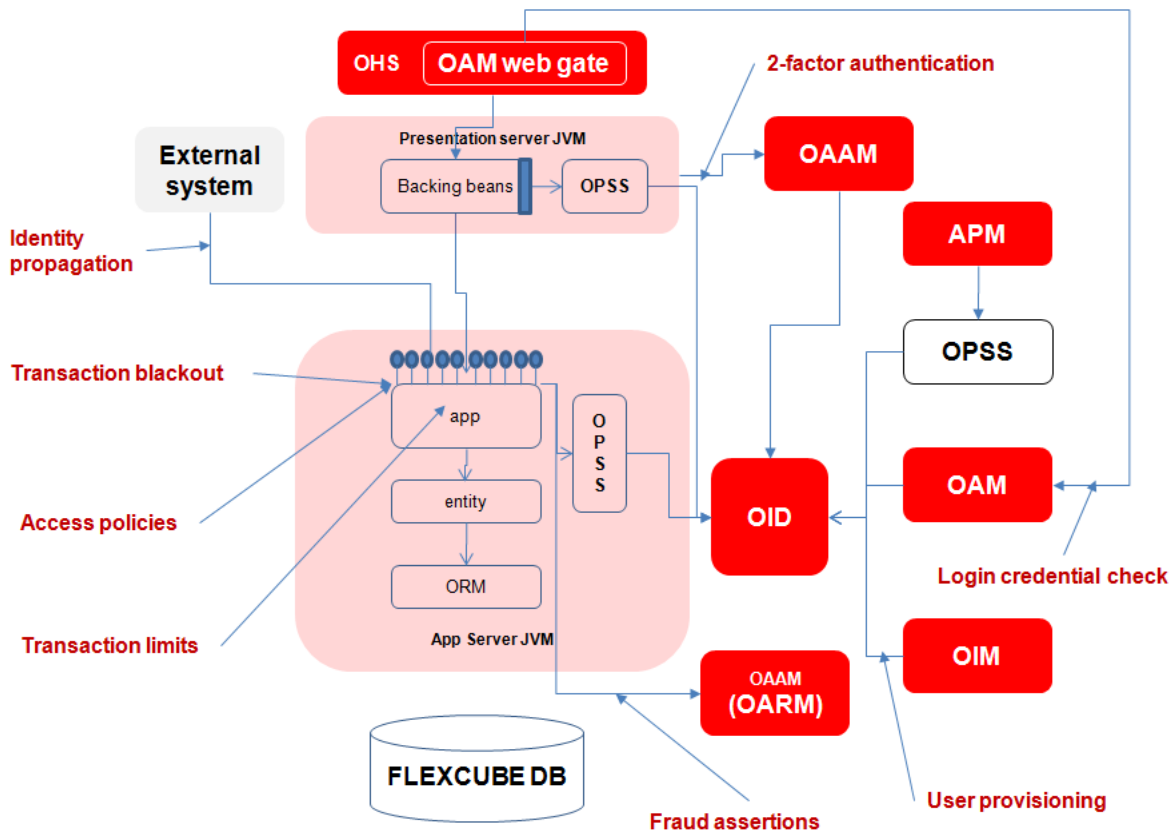 OHS
OAM web gate
2-factor authentication
Presentation server JVM
External
system
Backing beans
OPSS
OAAM
APM
Identity
propagation
OPSS
Transaction blackout
app
O
P
S
S
OAM
entity
OID
Access policies
Login credential check
ORM
Transaction limits
App Server JVM
OIM
OAAM
(OARM)
FLEXCUBE DB
User provisioning
Fraud assertions